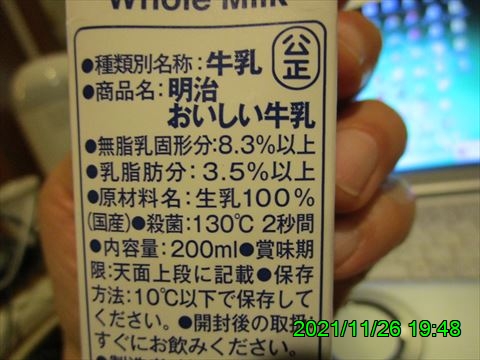 Whole Milk
●種類別名称:牛乳 公正
●商品名:明治
おいしい牛乳
●無脂乳固形分:8.3%以上
●乳脂肪分:3.5%以上
●原材料名:生乳100%
(国産)●殺菌:130℃ 2秒間
●内容量:200ml●賞味期
限:天面上段に記載●保存
方法:10℃以下で保存して
ください。●開封後の取扱:
すぐにお飲みください。
2021/11/26 19:48